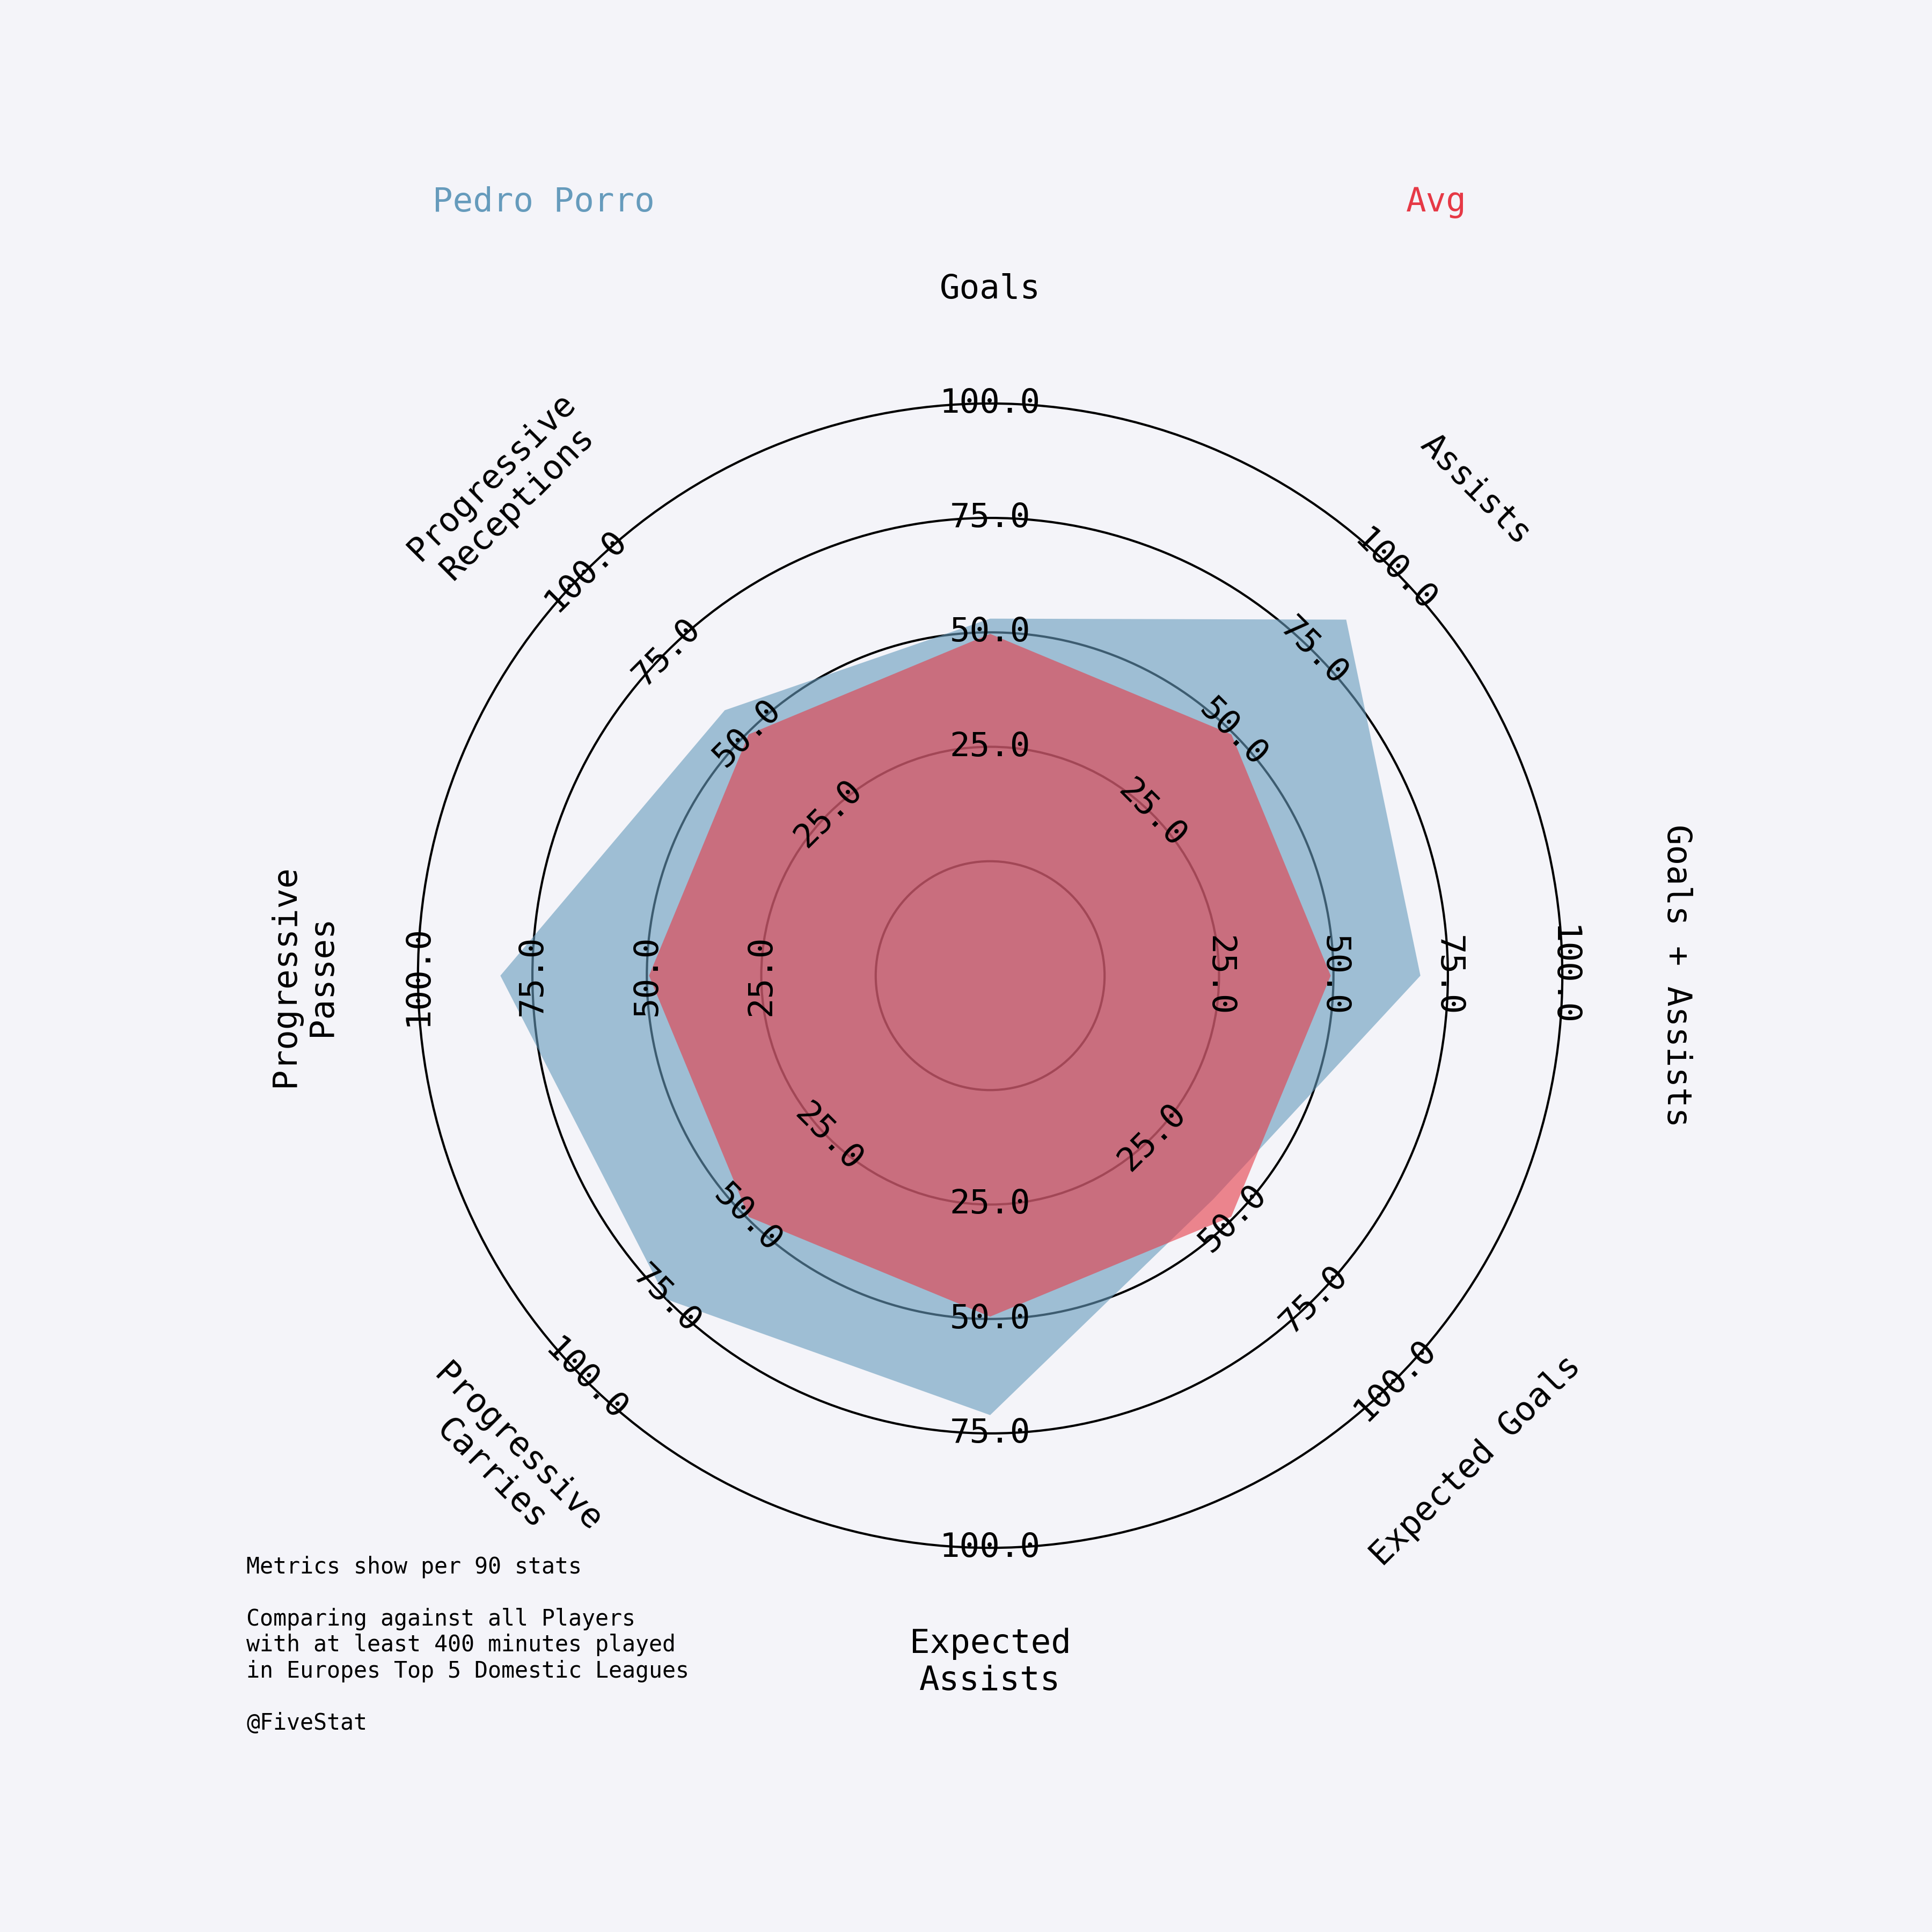 Pedro Porro
Avg
Goals
Assists
Goals + Assists
Expected Goals
Expected
Assists
Progressive
Carries
Progressive
Passes
Progressive
Receptions
25.0
50.0
75.0
100.0
25.0
50.0
75.0
100.0
25.0
50.0
75.0
100.0
25.0
50.0
75.0
100.0
25.0
50.0
75.0
100.0
25.0
50.0
75.0
100.0
25.0
50.0
75.0
100.0
25.0
50.0
75.0
100.0
Metrics show per 90 stats
Comparing against all Players
with at least 400 minutes played
in Europes Top 5 Domestic Leagues
@FiveStat